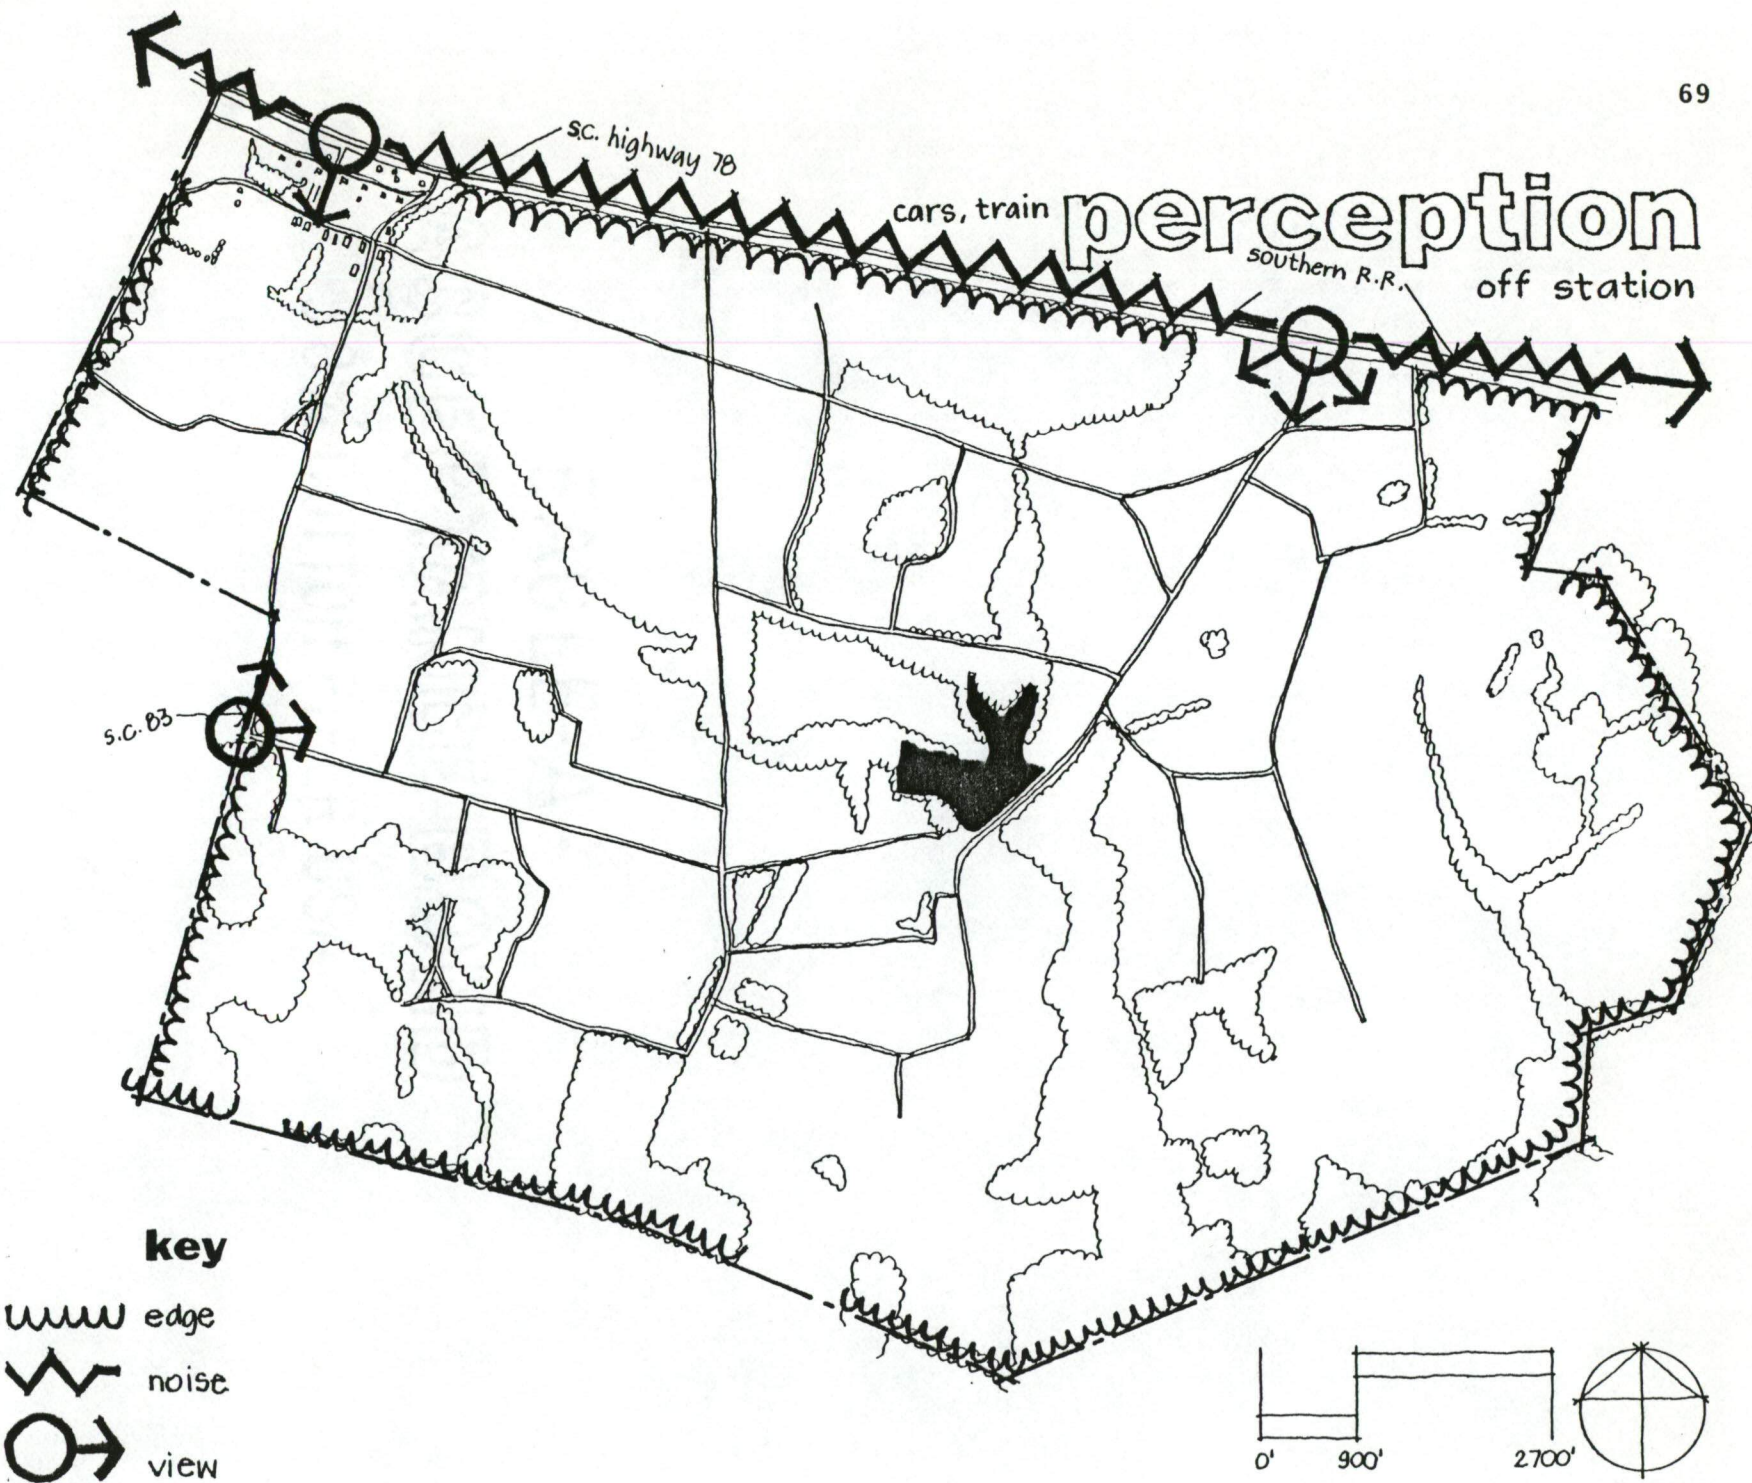 69
s.c. highway 78
cars, train
perception
southern R.R.
off station
s.c. 83
key
edge
noise
view
0' 900' 2700'